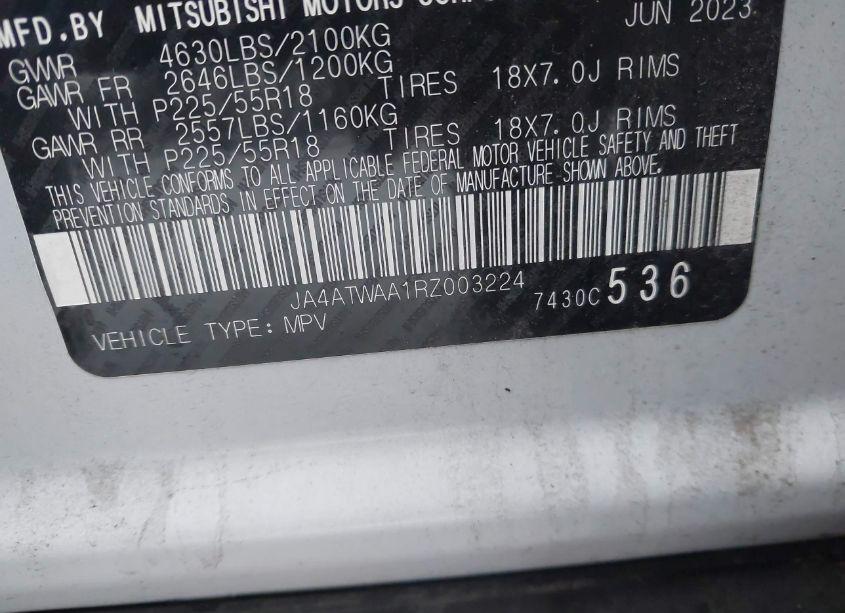 MFD.BY MITSUBISHI MOTORS
JUN 2023
GVWR 4630LBS/2100KG
GAWR FR 2646LBS/1200KG
WITH P225/55R18 TIRES 18X7.0J RIMS
GAWR RR 2557LBS/1160KG
WITH P225/55R18 TIRES 18X7.0J RIMS
THIS VEHICLE CONFORMS TO ALL APPLICABLE FEDERAL MOTOR VEHICLE SAFETY AND THEFT
PREVENTION STANDARDS IN EFFECT ON THE DATE OF MANUFACTURE SHOWN ABOVE.
JA4ATWAA1RZ003224
7430C 536
VEHICLE TYPE: MPV